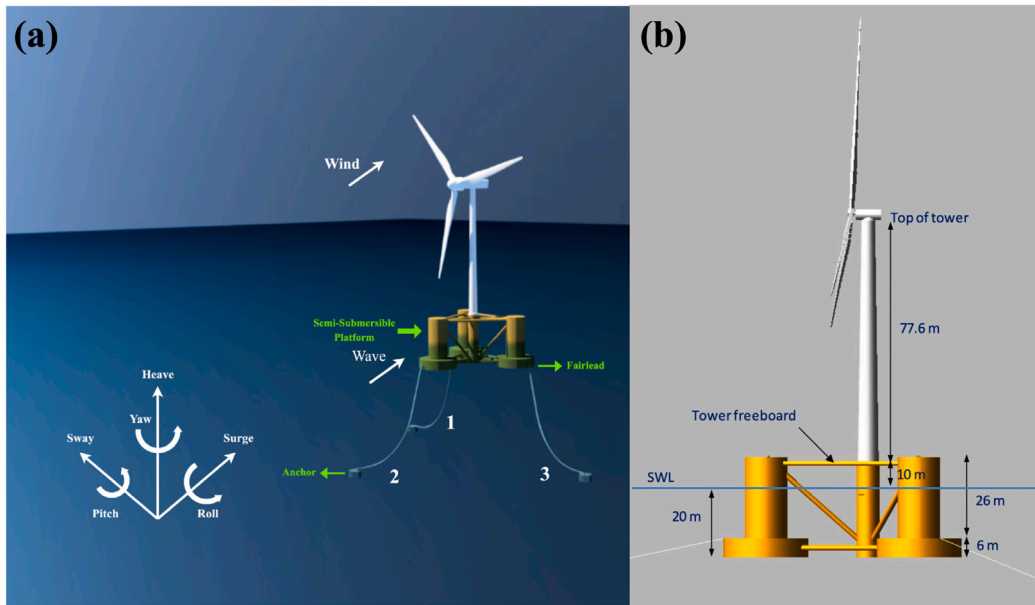 (a)
Wind
Semi-Submersible
Platform
Wave
Fairlead
Heave
Yaw
Sway
Surge
Pitch
Roll
Anchor
1
2
3
(b)
Top of tower
77.6 m
Tower freeboard
SWL
10 m
20 m
26 m
6 m